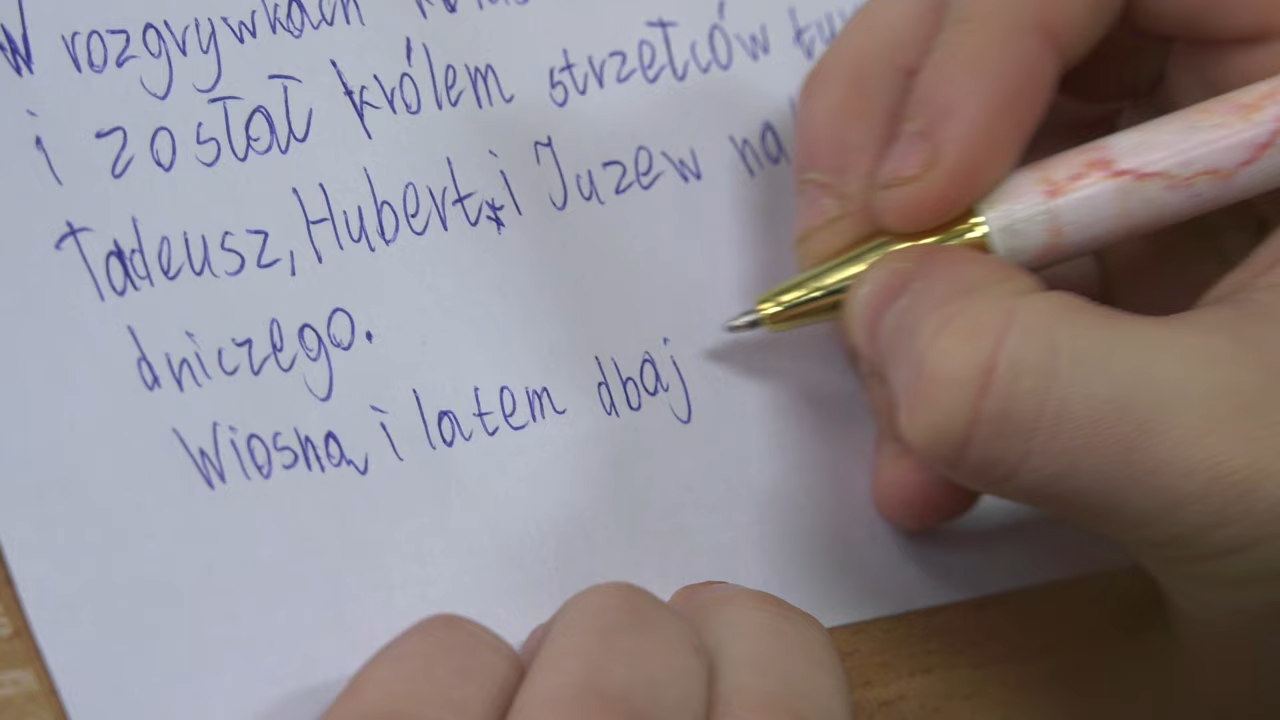 W rozgrywkach
i został królem strzelców
Tadeusz, Hubert i Juzew na
dniczego.
Wiosną i latem dbaj